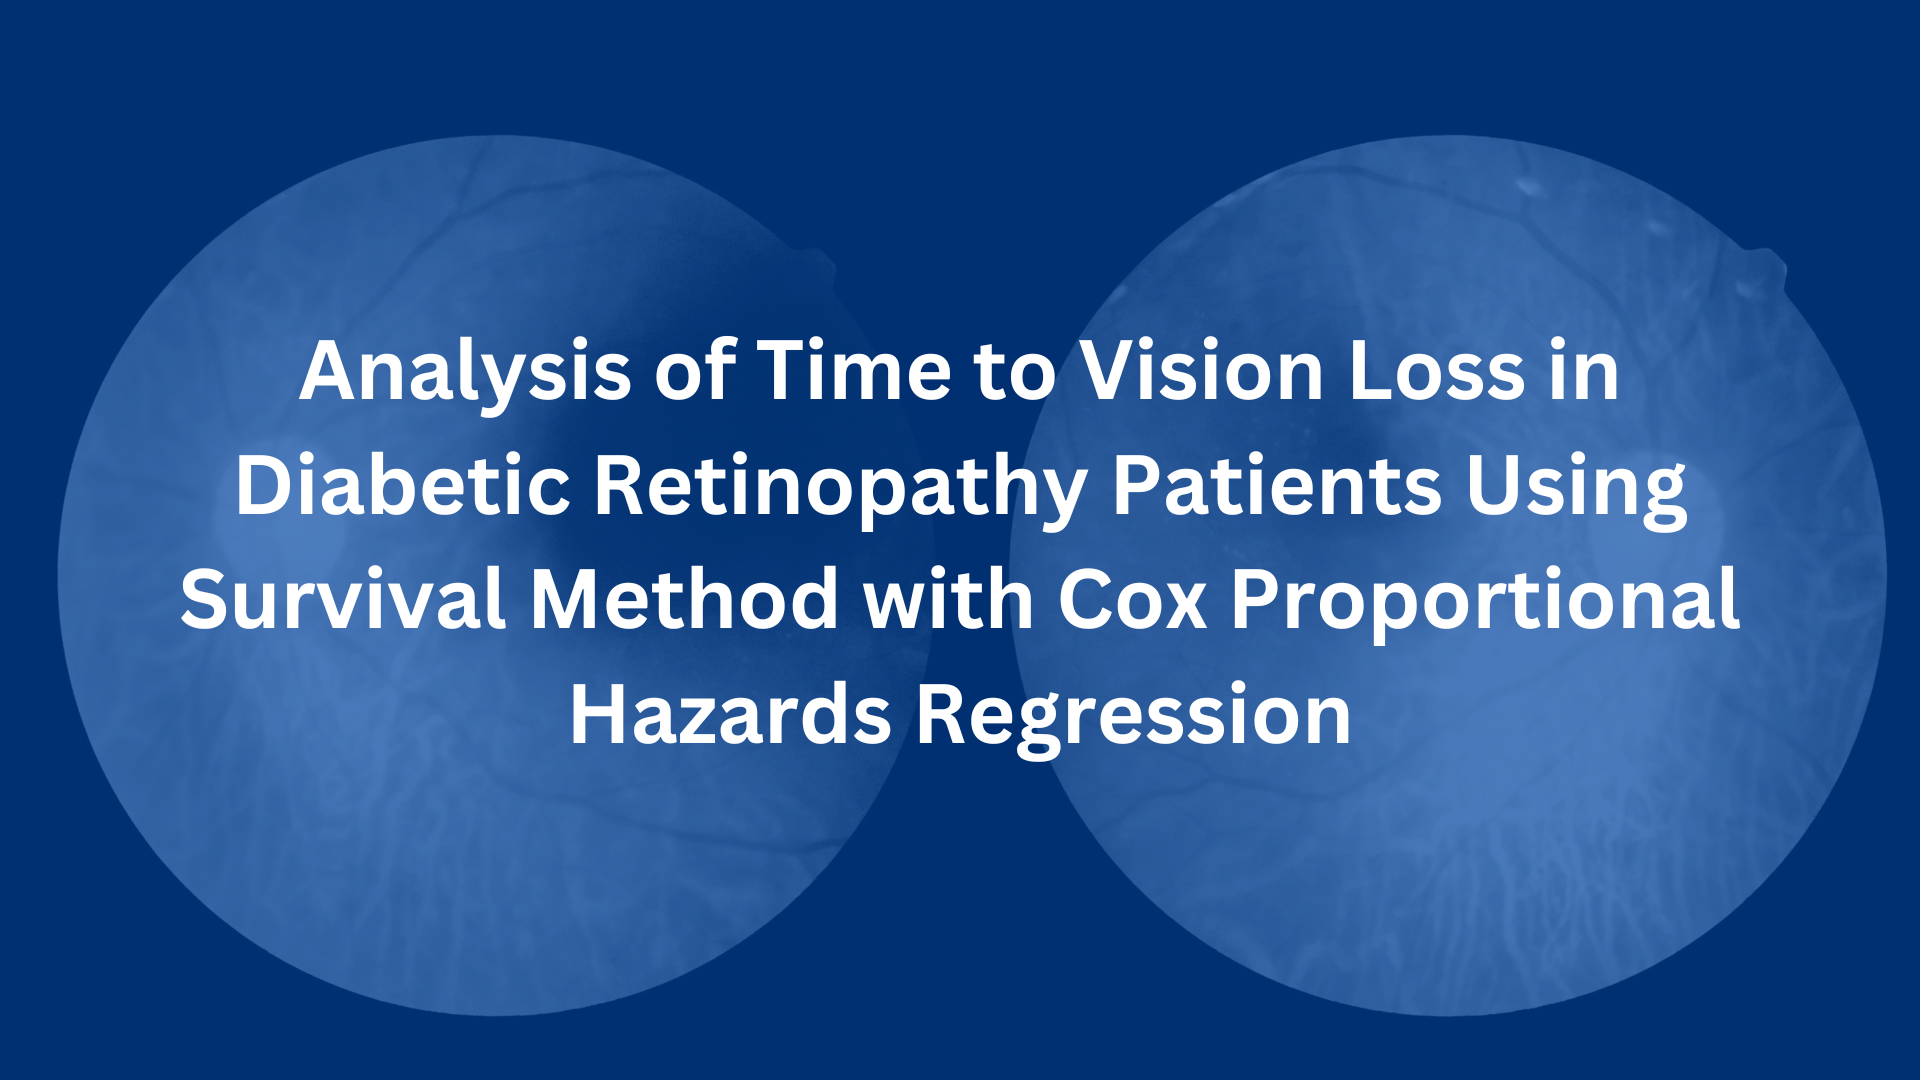 Analysis of Time to Vision Loss in
Diabetic Retinopathy Patients Using
Survival Method with Cox Proportional
Hazards Regression